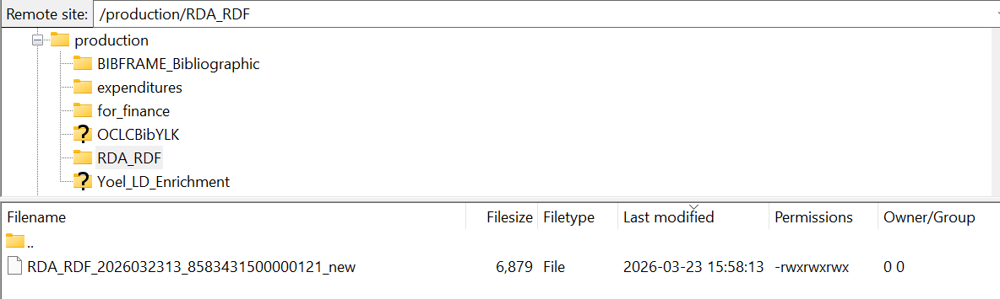 Remote site: /production/RDA_RDF
production
BIBFRAME_Bibliographic
expenditures
for_finance
? OCLCBibYLK
RDA_RDF
? Yoel_LD_Enrichment
Filename Filesize Filetype Last modified Permissions Owner/Group
..
RDA_RDF_2026032313_8583431500000121_new 6,879 File 2026-03-23 15:58:13 -rwxrwxrwx 0 0